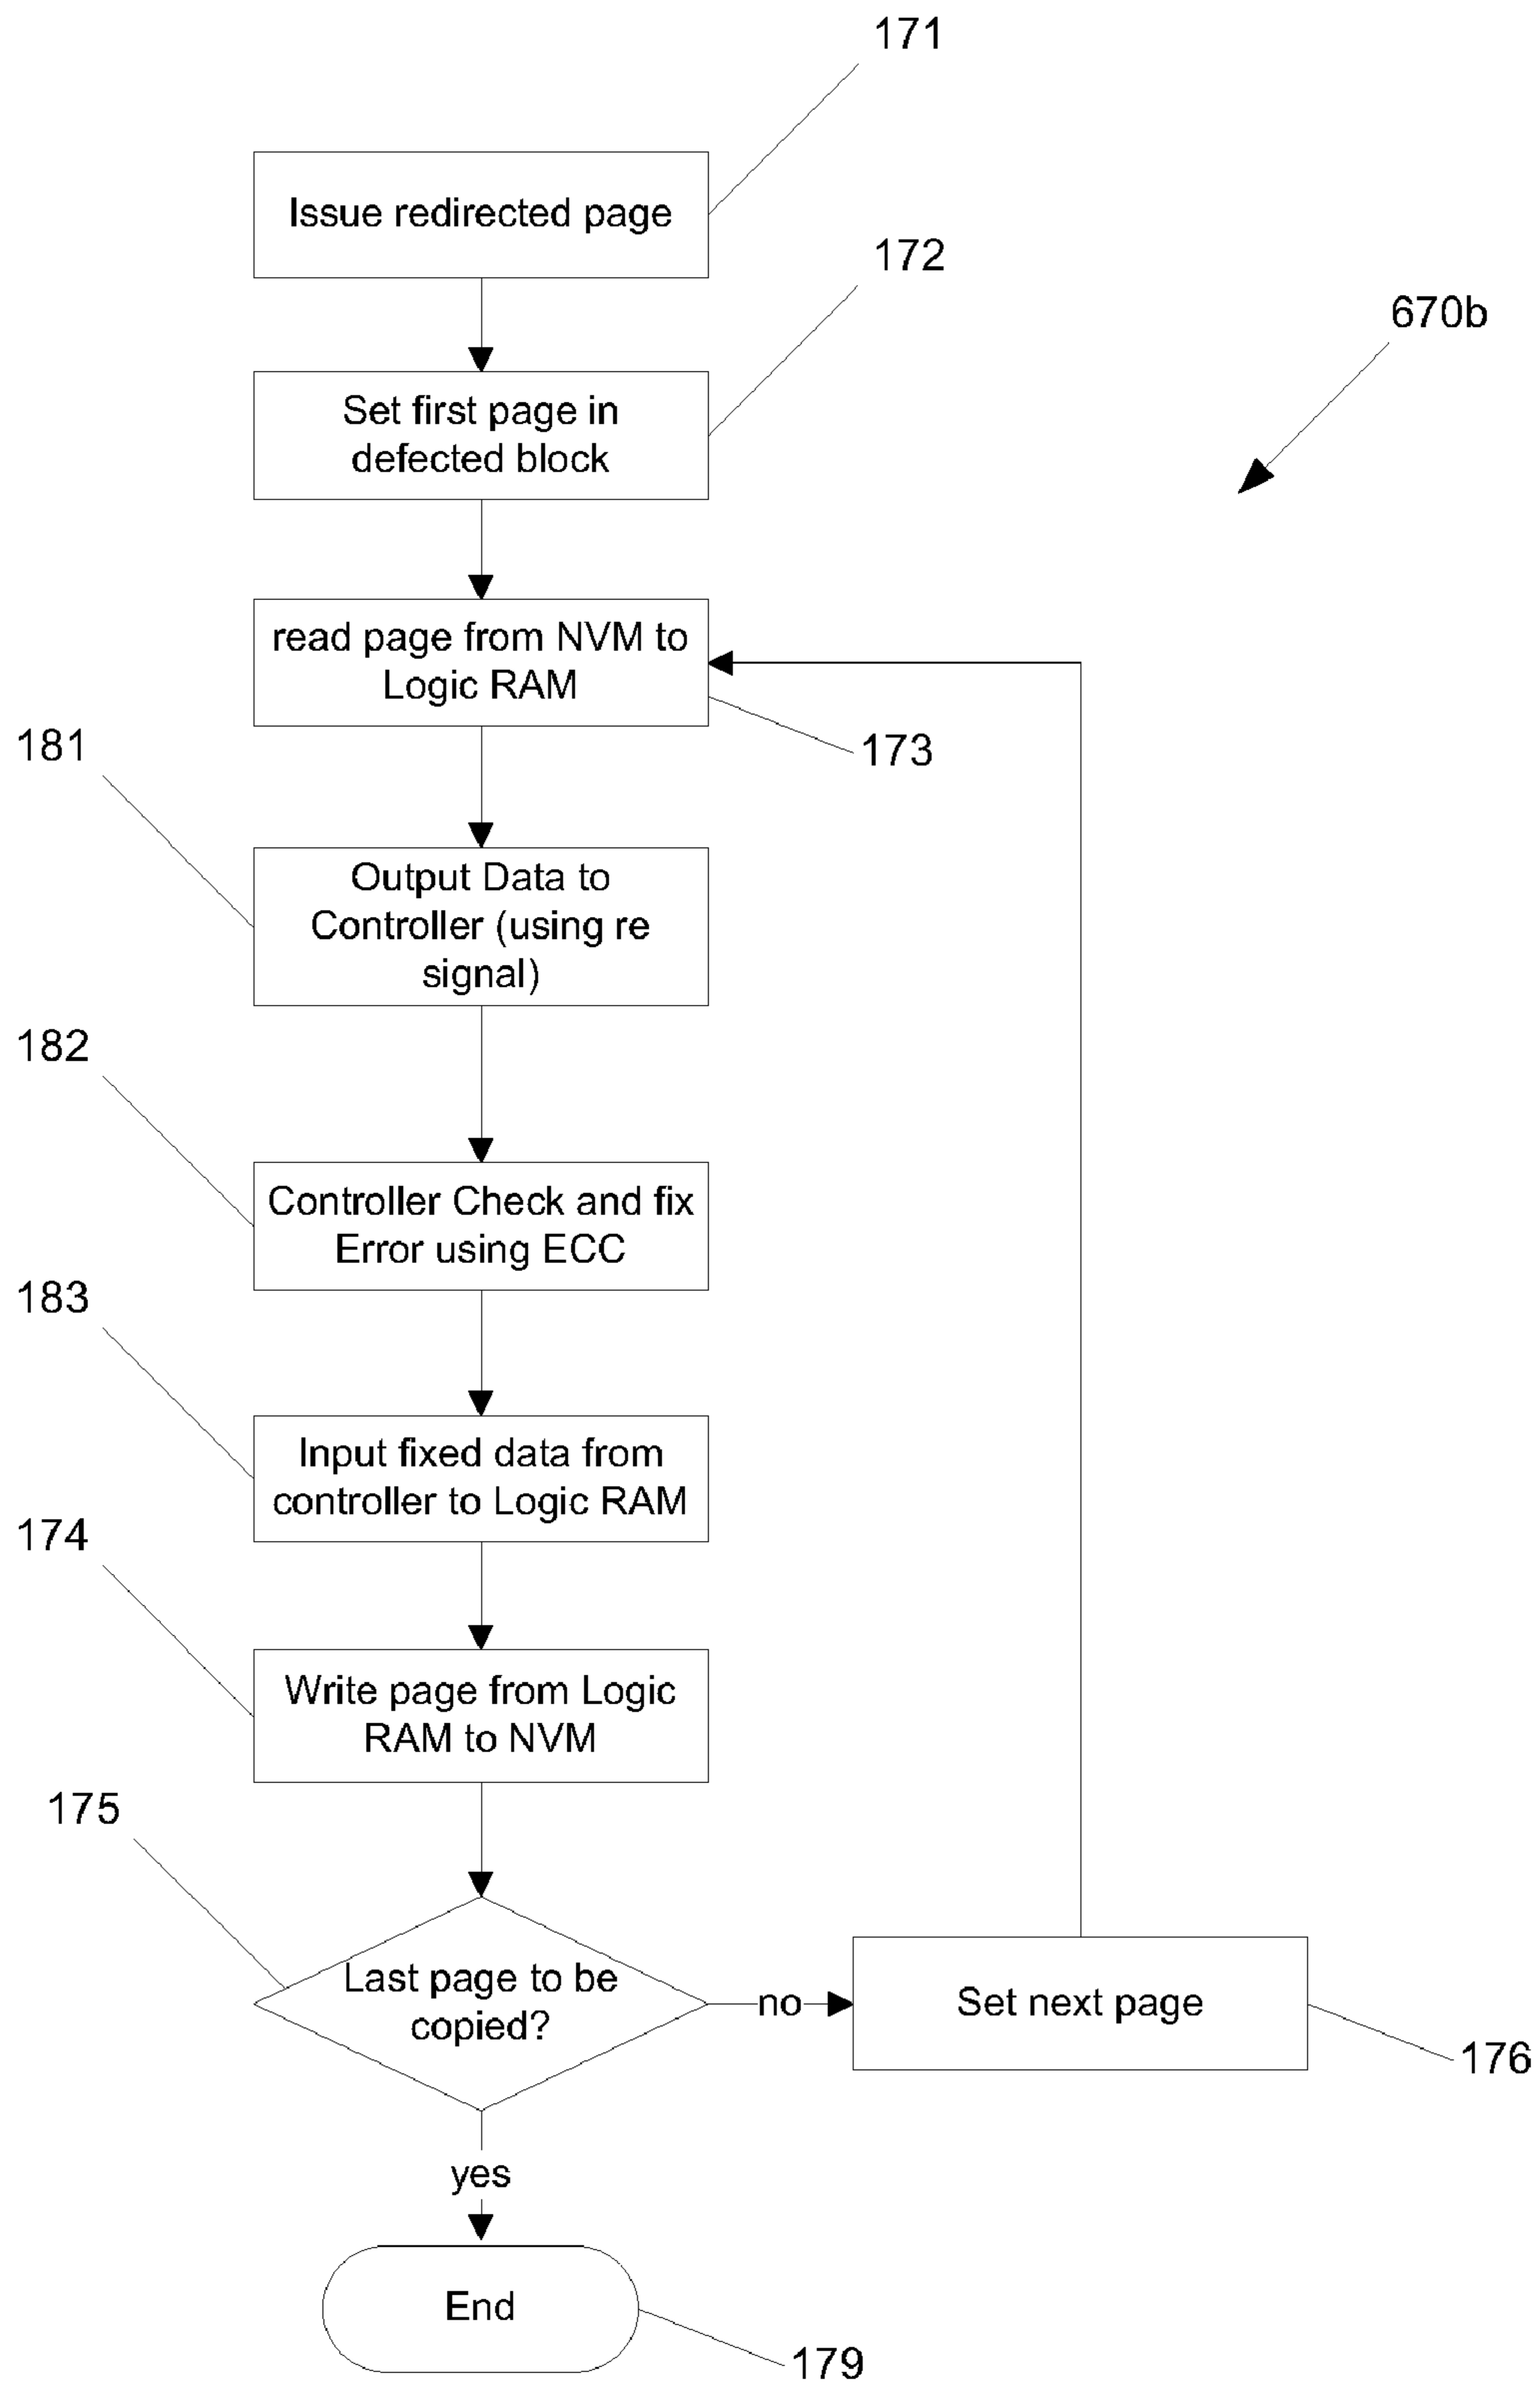 171
Issue redirected page
172
670b
Set first page in
defected block
read page from NVM to
Logic RAM
173
181
Output Data to
Controller (using re
signal)
182
Controller Check and fix
Error using ECC
183
Input fixed data from
controller to Logic RAM
174
Write page from Logic
RAM to NVM
175
Last page to be
copied?
no
Set next page
176
yes
End
179